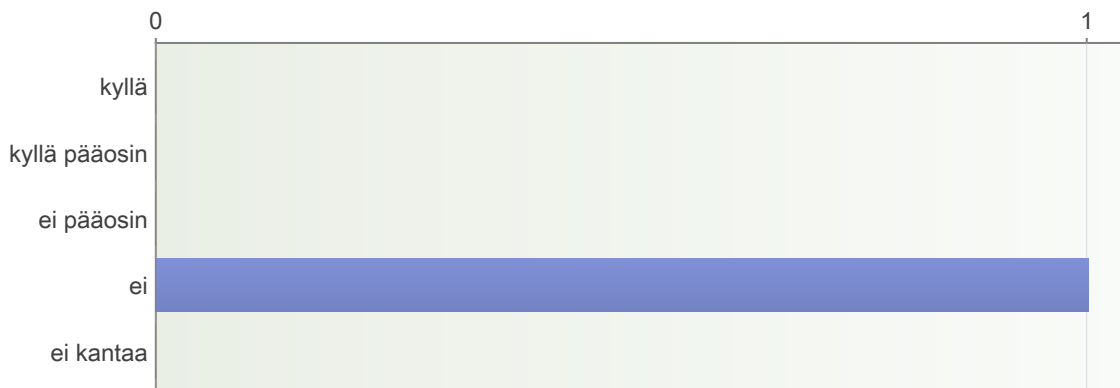 0 1
kyllä
kyllä pääosin
ei pääosin
ei
ei kantaa